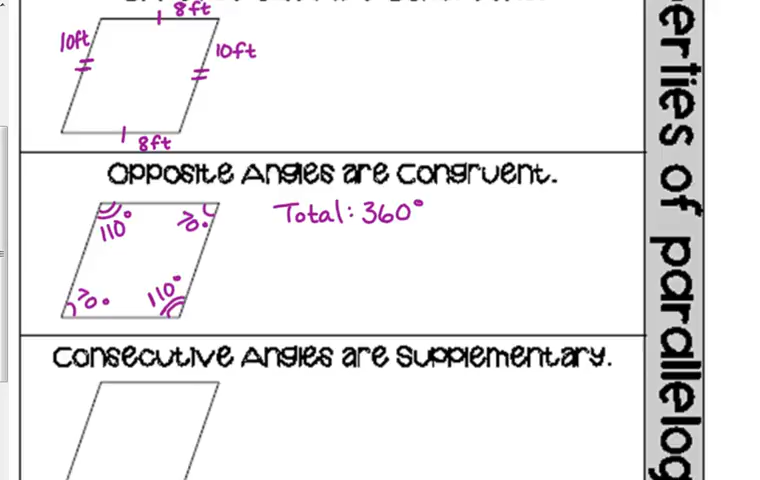 8ft
10ft
10ft
8ft
Opposite Angles are Congruent.
Total: 360°
110°
70°
70°
110°
Consecutive Angles are Supplementary.
erties of parallelog